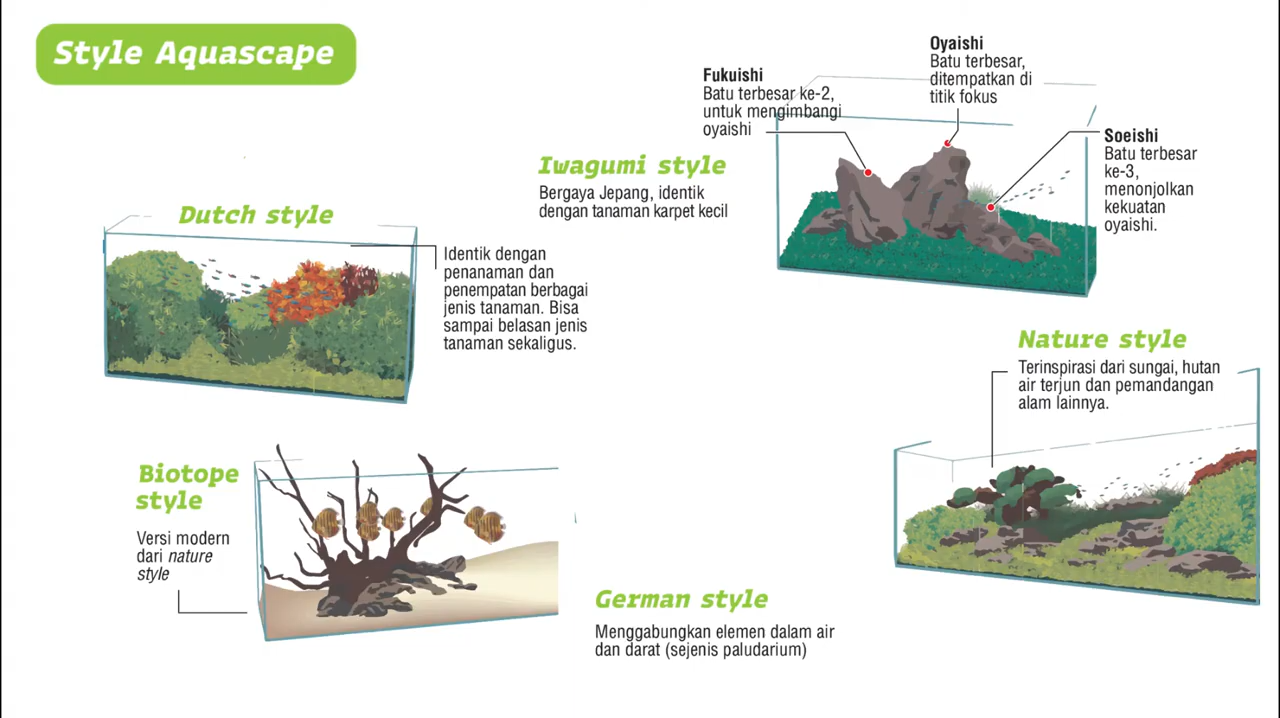 Style Aquascape
Oyaishi
Batu terbesar,
ditempatkan di
titik fokus
Fukuishi
Batu terbesar ke-2,
untuk mengimbangi
oyaishi
Soeishi
Batu terbesar
ke-3,
menonjolkan
kekuatan
oyaishi.
Iwagumi style
Bergaya Jepang, identik
dengan tanaman karpet kecil
Dutch style
Identik dengan
penanaman dan
penempatan berbagai
jenis tanaman. Bisa
sampai belasan jenis
tanaman sekaligus.
Nature style
Terinspirasi dari sungai, hutan
air terjun dan pemandangan
alam lainnya.
Biotope
style
Versi modern
dari nature
style
German style
Menggabungkan elemen dalam air
dan darat (sejenis paludarium)